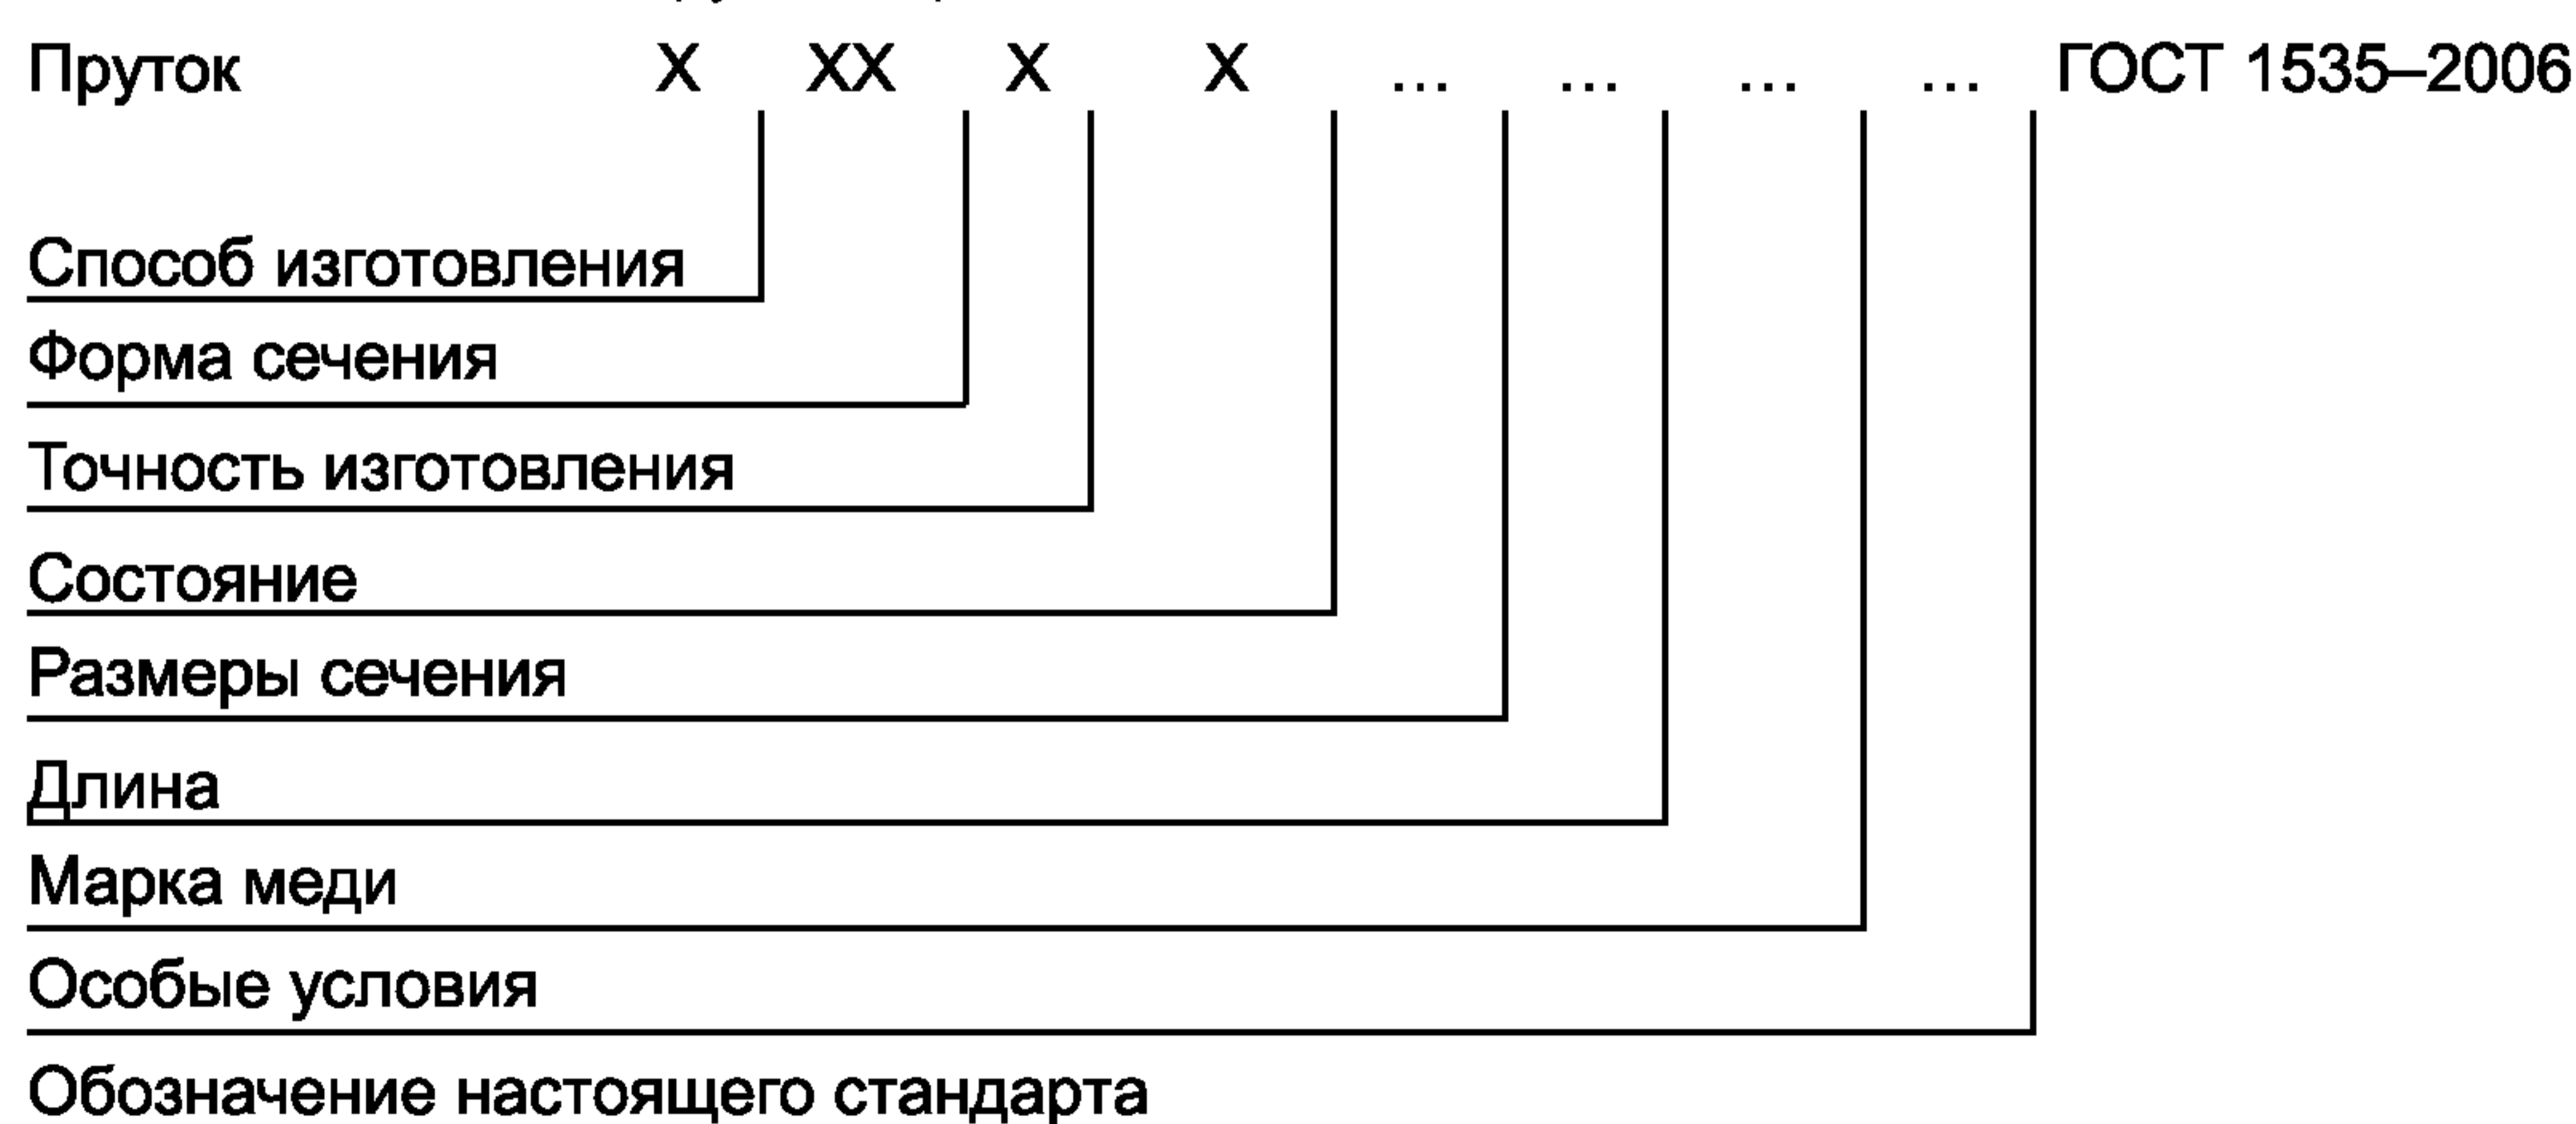 Пруток X XX X X ... ... ... ... ГОСТ 1535–2006
Способ изготовления
Форма сечения
Точность изготовления
Состояние
Размеры сечения
Длина
Марка меди
Особые условия
Обозначение настоящего стандарта